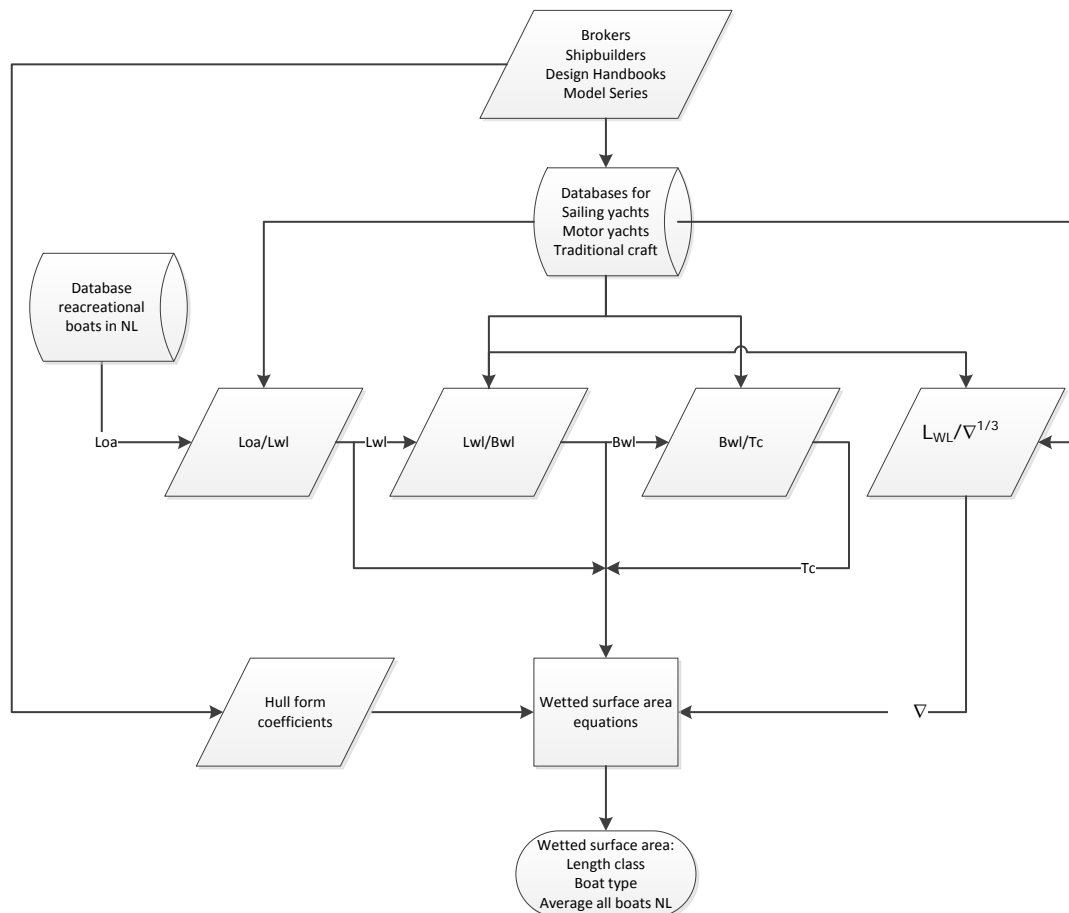 Brokers
Shipbuilders
Design Handbooks
Model Series
Databases for
Sailing yachts
Motor yachts
Traditional craft
Database
reacreational
boats in NL
Loa
Loa/Lwl
Lwl
Lwl/Bwl
Bwl
Bwl/Tc
L_WL/∇^1/3
Tc
Hull form
coefficients
Wetted surface area
equations
∇
Wetted surface area:
Length class
Boat type
Average all boats NL